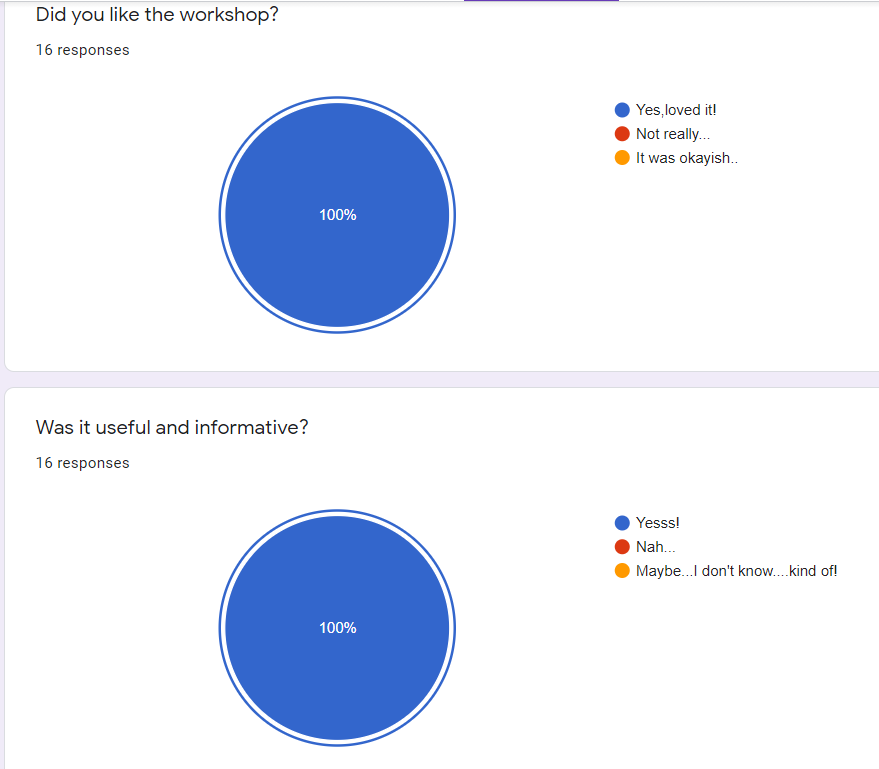 Did you like the workshop?
16 responses
100%
Yes,loved it!
Not really...
It was okayish..
Was it useful and informative?
16 responses
100%
Yesss!
Nah...
Maybe...I don't know....kind of!